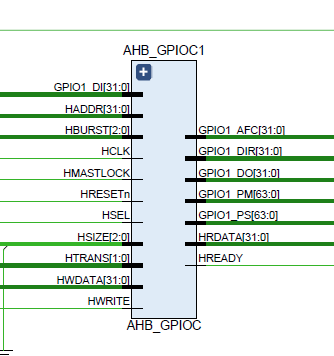 AHB_GPIOC1
GPIO1_DI[31:0]
HADDR[31:0]
HBURST[2:0]
HCLK
HMASTLOCK
HRESETn
HSEL
HSIZE[2:0]
HTRANS[1:0]
HWDATA[31:0]
HWRITE
GPIO1_AFC[31:0]
GPIO1_DIR[31:0]
GPIO1_DO[31:0]
GPIO1_PM[63:0]
GPIO1_PS[63:0]
HRDATA[31:0]
HREADY
AHB_GPIOC